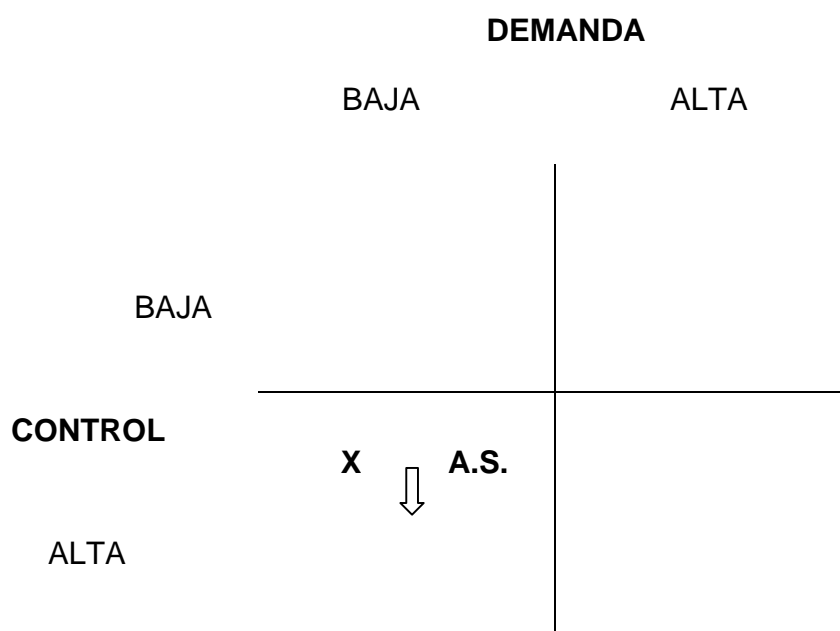 DEMANDA
BAJA ALTA
BAJA
CONTROL
X A.S.
ALTA